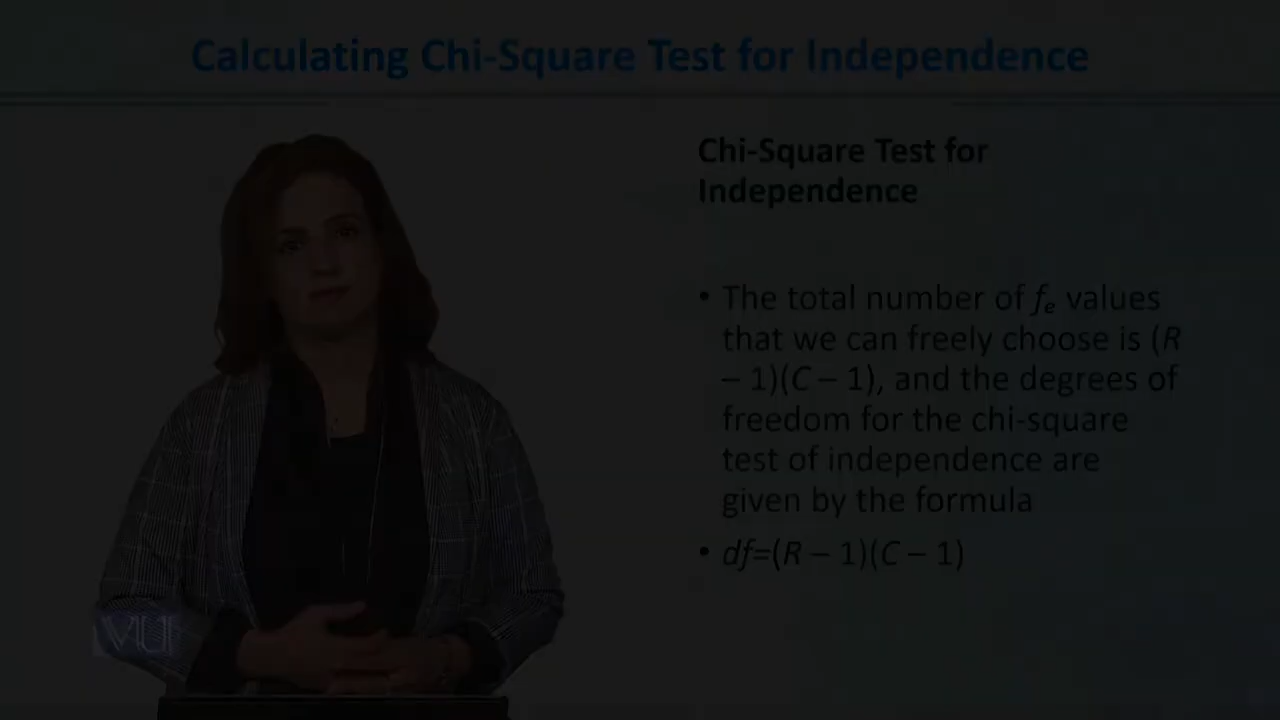 Calculating Chi-Square Test for Independence
Chi-Square Test for
Independence
• The total number of fₑ values
that we can freely choose is (R
– 1)(C – 1), and the degrees of
freedom for the chi-square
test of independence are
given by the formula
• df=(R – 1)(C – 1)
VU